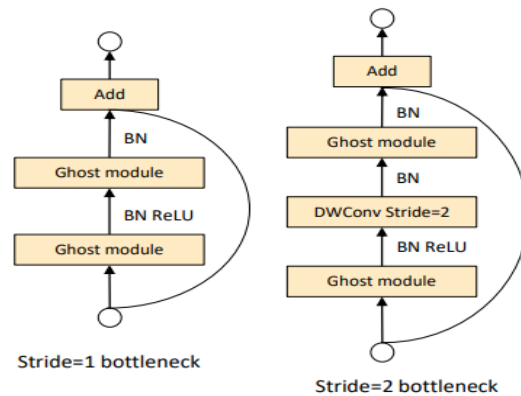 Add
BN
Ghost module
BN ReLU
Ghost module
Stride=1 bottleneck
Add
BN
Ghost module
BN
DWConv Stride=2
BN ReLU
Ghost module
Stride=2 bottleneck